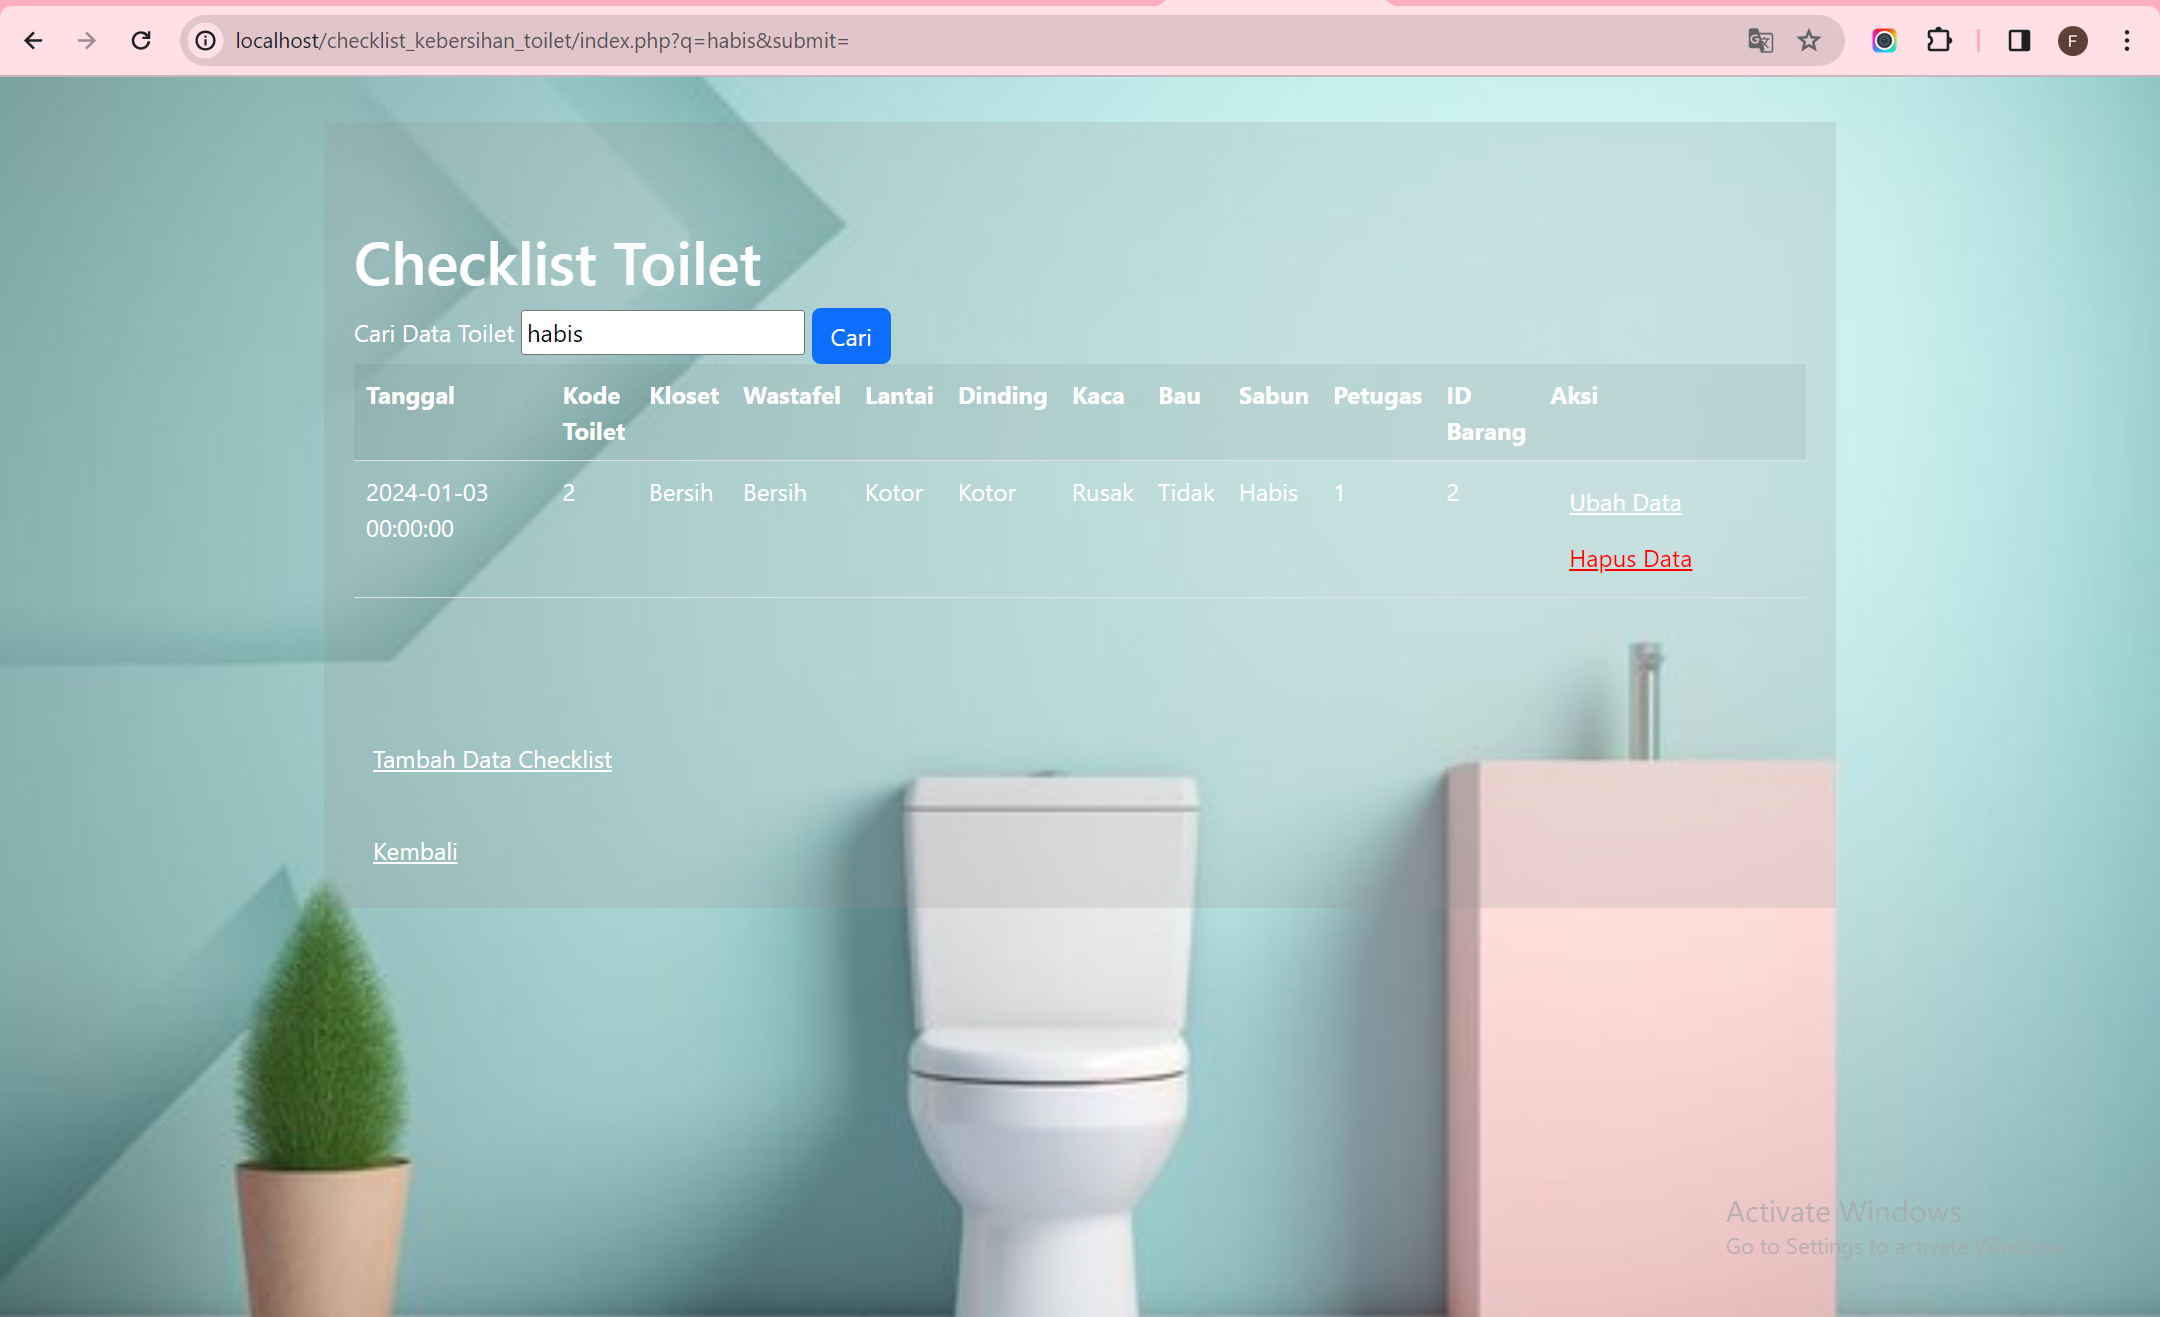 localhost/checklist_kebersihan_toilet/index.php?q=habis&submit=
F
Checklist Toilet
Cari Data Toilet habis Cari
Tanggal Kode Toilet Kloset Wastafel Lantai Dinding Kaca Bau Sabun Petugas ID Barang Aksi
2024-01-03 00:00:00 2 Bersih Bersih Kotor Kotor Rusak Tidak Habis 1 2 Ubah Data
Hapus Data
Tambah Data Checklist
Kembali
Activate Windows
Go to Settings to activate Windows.